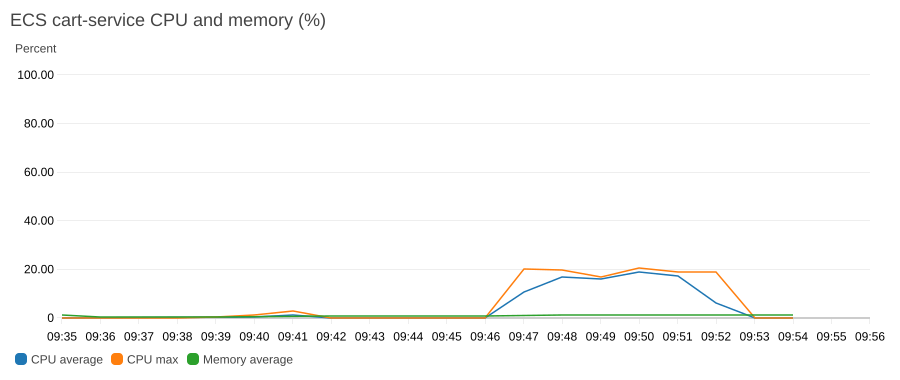 ECS cart-service CPU and memory (%)
Percent
100.00
80.00
60.00
40.00
20.00
0
09:35 09:36 09:37 09:38 09:39 09:40 09:41 09:42 09:43 09:44 09:45 09:46 09:47 09:48 09:49 09:50 09:51 09:52 09:53 09:54 09:55 09:56
CPU average CPU max Memory average